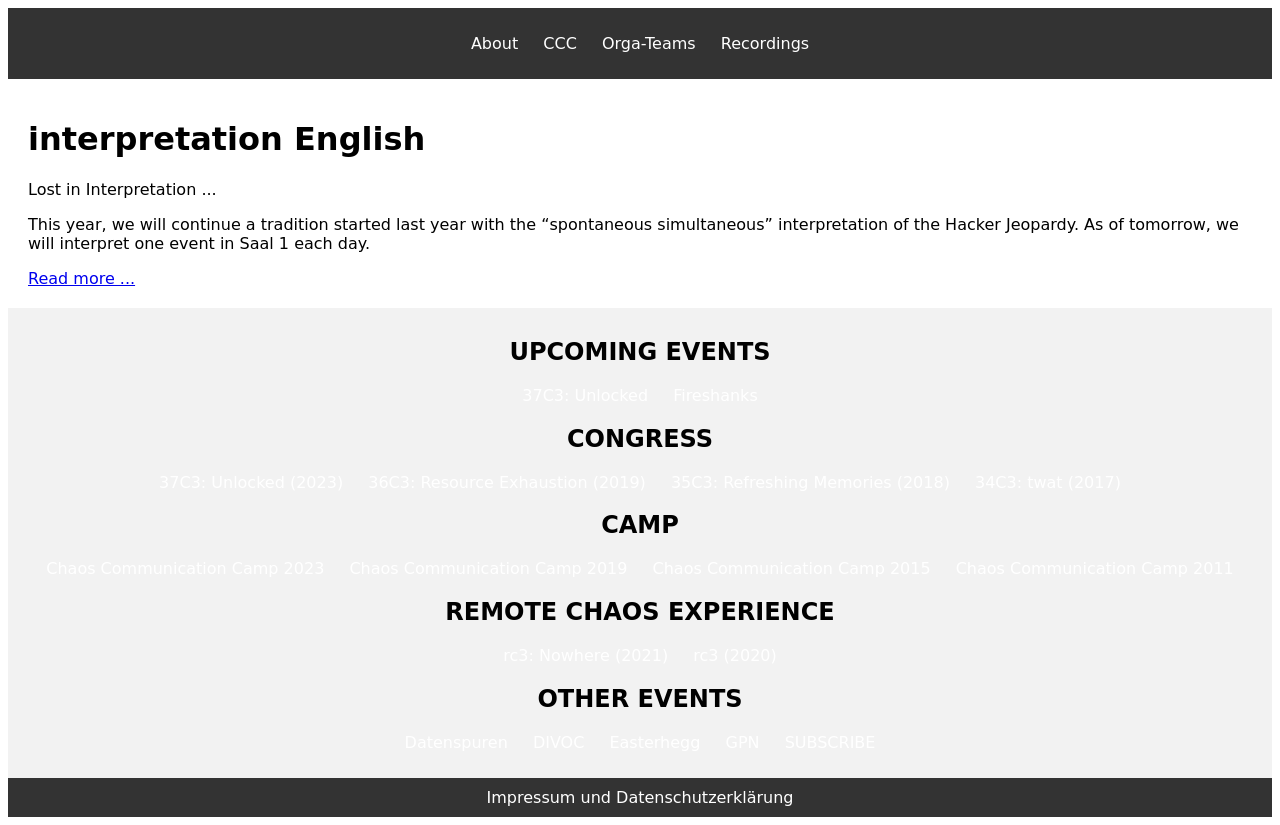 About CCC Orga-Teams Recordings
interpretation English
Lost in Interpretation …
This year, we will continue a tradition started last year with the “spontaneous simultaneous” interpretation of the Hacker Jeopardy. As of tomorrow, we
will interpret one event in Saal 1 each day.
Read more …
UPCOMING EVENTS
37C3: Unlocked Fireshanks
CONGRESS
37C3: Unlocked (2023) 36C3: Resource Exhaustion (2019) 35C3: Refreshing Memories (2018) 34C3: twat (2017)
CAMP
Chaos Communication Camp 2023 Chaos Communication Camp 2019 Chaos Communication Camp 2015 Chaos Communication Camp 2011
REMOTE CHAOS EXPERIENCE
rc3: Nowhere (2021) rc3 (2020)
OTHER EVENTS
Datenspuren DIVOC Easterhegg GPN SUBSCRIBE
Impressum und Datenschutzerklärung